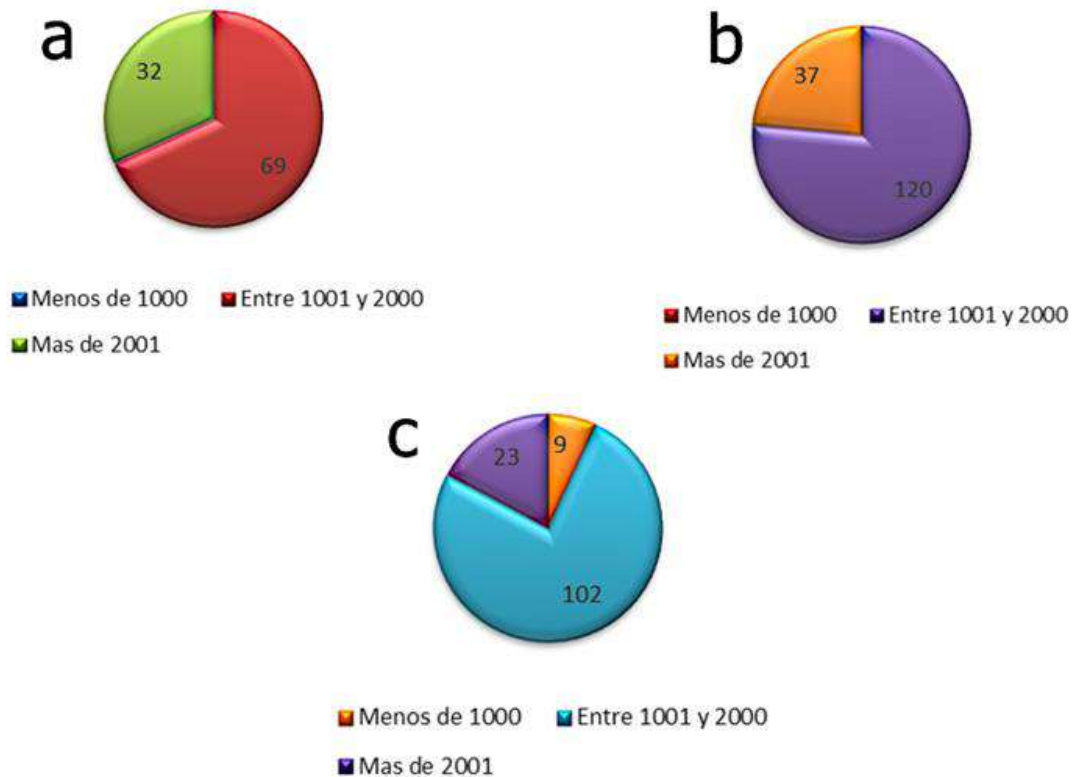 a
32
69
Menos de 1000 Entre 1001 y 2000
Mas de 2001
b
37
120
Menos de 1000 Entre 1001 y 2000
Mas de 2001
c
23 9
102
Menos de 1000 Entre 1001 y 2000
Mas de 2001